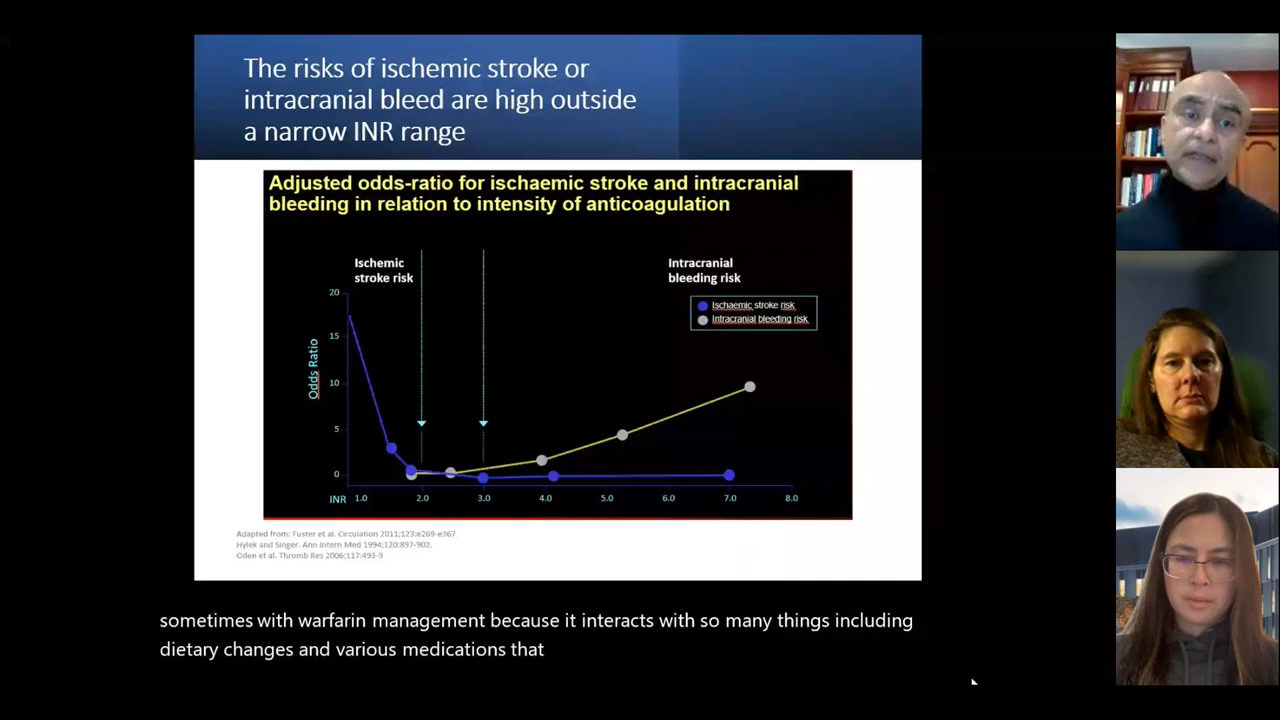 The risks of ischemic stroke or
intracranial bleed are high outside
a narrow INR range
Adjusted odds-ratio for ischaemic stroke and intracranial
bleeding in relation to intensity of anticoagulation
Ischemic
stroke risk
Intracranial
bleeding risk
Ischaemic stroke risk
Intracranial bleeding risk
Odds Ratio
20
15
10
5
0
INR 1.0 2.0 3.0 4.0 5.0 6.0 7.0 8.0
Adapted from: Fuster et al. Circulation 2011;123:e269-e367.
Hylek and Singer. Ann Intern Med 1994;120:897-902.
Oden et al. Thromb Res 2006;117:493-9
sometimes with warfarin management because it interacts with so many things including
dietary changes and various medications that